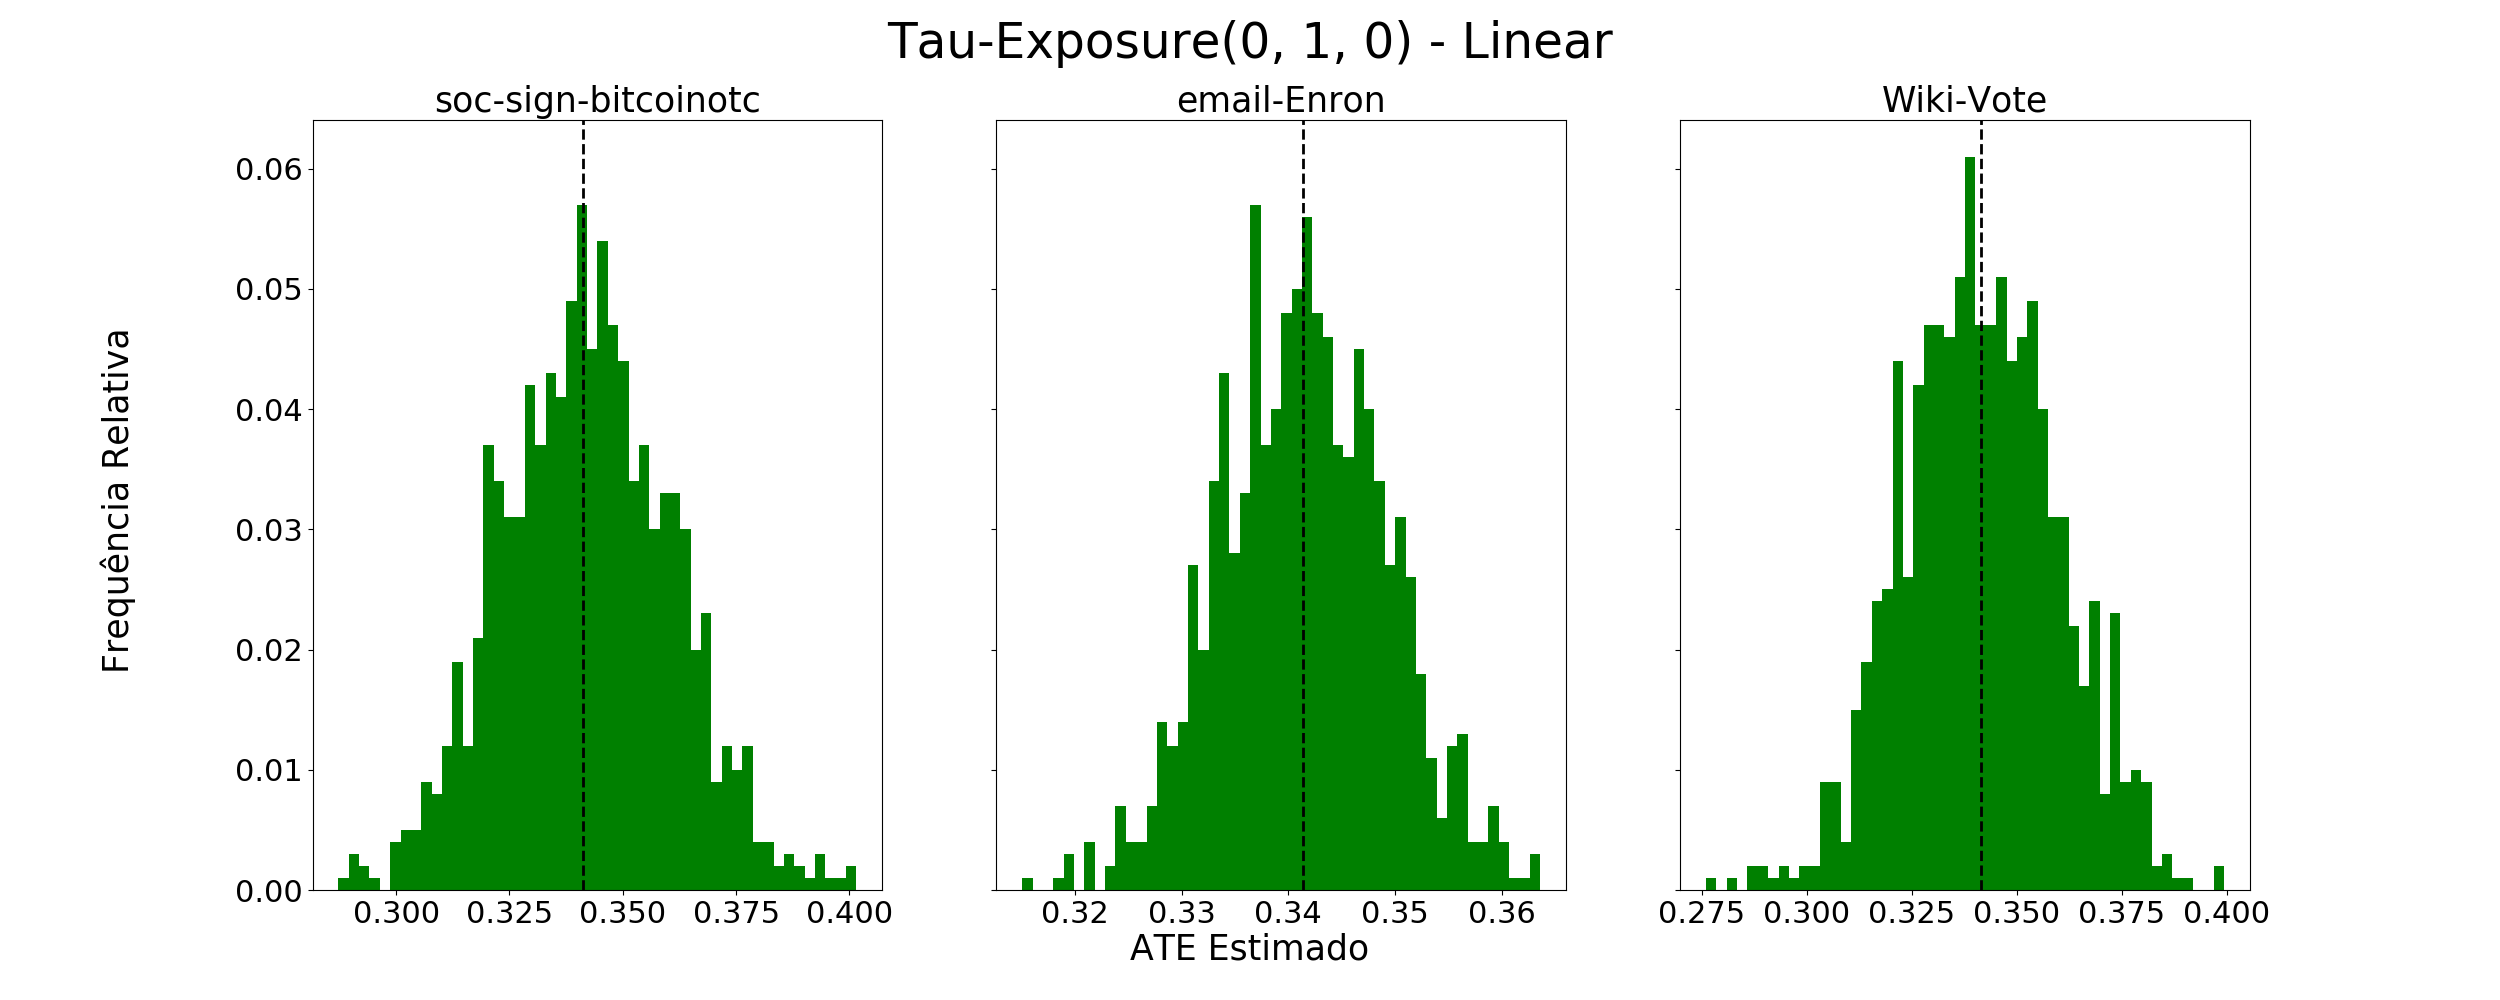 Tau-Exposure(0, 1, 0) - Linear
soc-sign-bitcoinotc
email-Enron
Wiki-Vote
Frequência Relativa
0.06
0.05
0.04
0.03
0.02
0.01
0.00
0.300 0.325 0.350 0.375 0.400
0.32 0.33 0.34 0.35 0.36
0.275 0.300 0.325 0.350 0.375 0.400
ATE Estimado